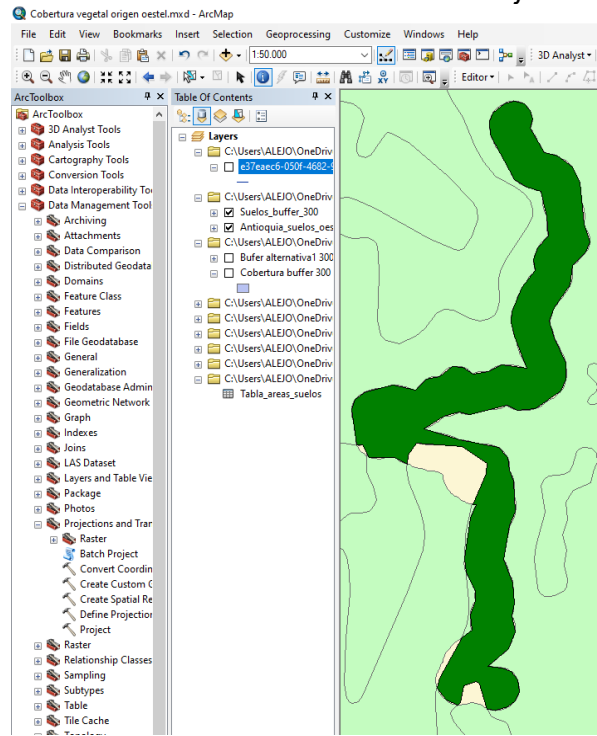 Cobertura vegetal origen oestel.mxd - ArcMap
File Edit View Bookmarks Insert Selection Geoprocessing Customize Windows Help
1:50.000
3D Analyst
Editor
ArcToolbox
ArcToolbox
3D Analyst Tools
Analysis Tools
Cartography Tools
Conversion Tools
Data Interoperability To
Data Management Tool
Archiving
Attachments
Data Comparison
Distributed Geodata
Domains
Feature Class
Features
Fields
File Geodatabase
General
Generalization
Geodatabase Admin
Geometric Network
Graph
Indexes
Joins
LAS Dataset
Layers and Table Vie
Package
Photos
Projections and Tran
Raster
Batch Project
Convert Coordin
Create Custom G
Create Spatial Re
Define Projection
Project
Raster
Relationship Classes
Sampling
Subtypes
Table
Tile Cache
Table Of Contents
Layers
C:\Users\ALEJO\OneDriv
e37eaec6-050f-4682-9
C:\Users\ALEJO\OneDriv
Suelos_buffer_300
Antioquia_suelos_oes
C:\Users\ALEJO\OneDriv
Bufer alternativa1 300
Cobertura buffer 300
C:\Users\ALEJO\OneDriv
C:\Users\ALEJO\OneDriv
C:\Users\ALEJO\OneDriv
C:\Users\ALEJO\OneDriv
C:\Users\ALEJO\OneDriv
C:\Users\ALEJO\OneDriv
Tabla_areas_suelos